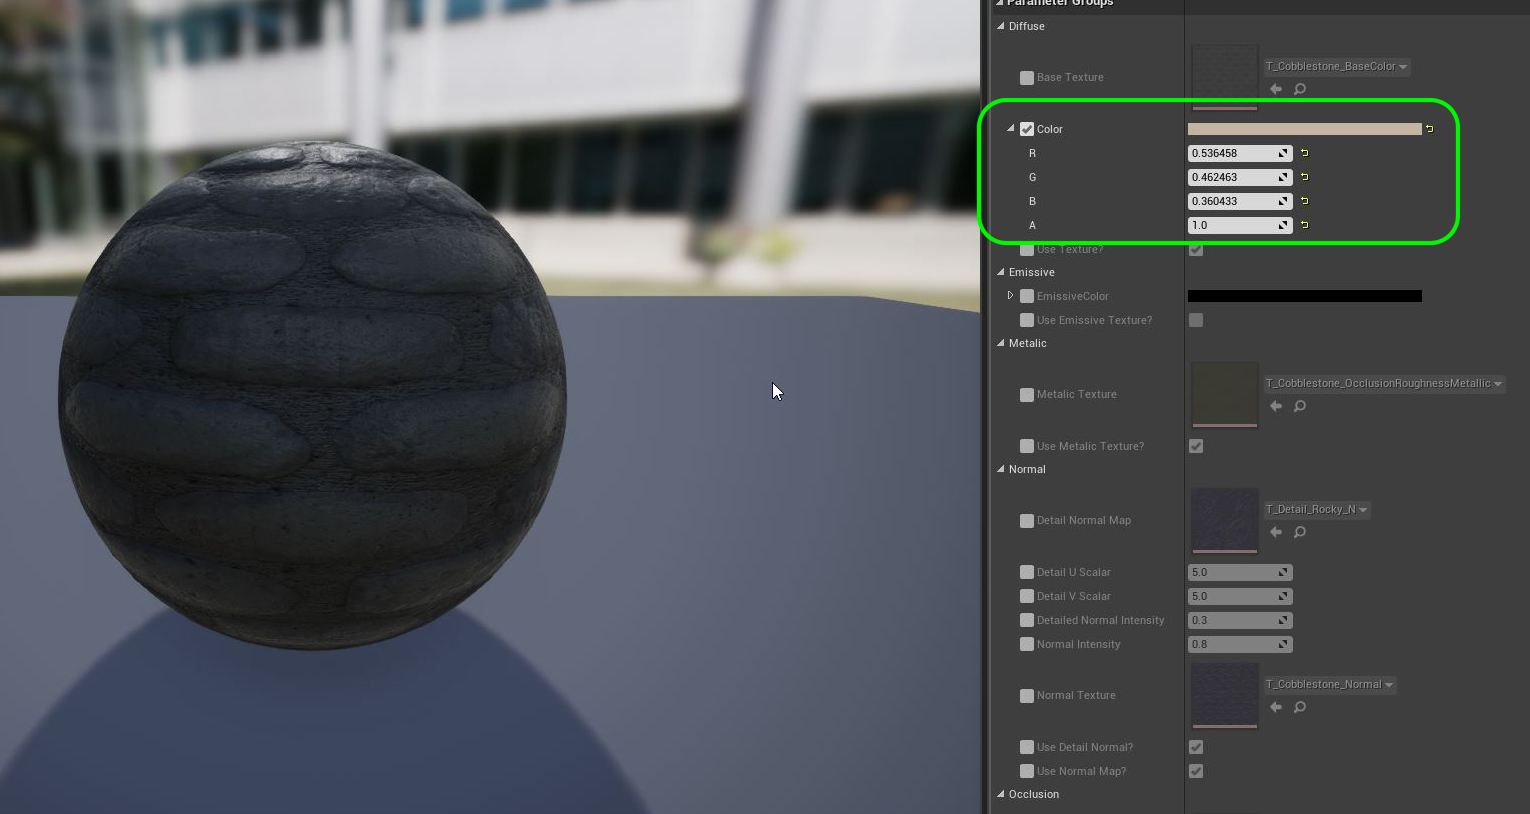 Parameter Groups
Diffuse
Base Texture
T_Cobblestone_BaseColor
Color
R
0.536458
G
0.462463
B
0.360433
A
1.0
Use Texture?
Emissive
EmissiveColor
Use Emissive Texture?
Metalic
Metalic Texture
T_Cobblestone_OcclusionRoughnessMetallic
Use Metalic Texture?
Normal
Detail Normal Map
T_Detail_Rocky_N
Detail U Scalar
5.0
Detail V Scalar
5.0
Detailed Normal Intensity
0.3
Normal Intensity
0.8
Normal Texture
T_Cobblestone_Normal
Use Detail Normal?
Use Normal Map?
Occlusion